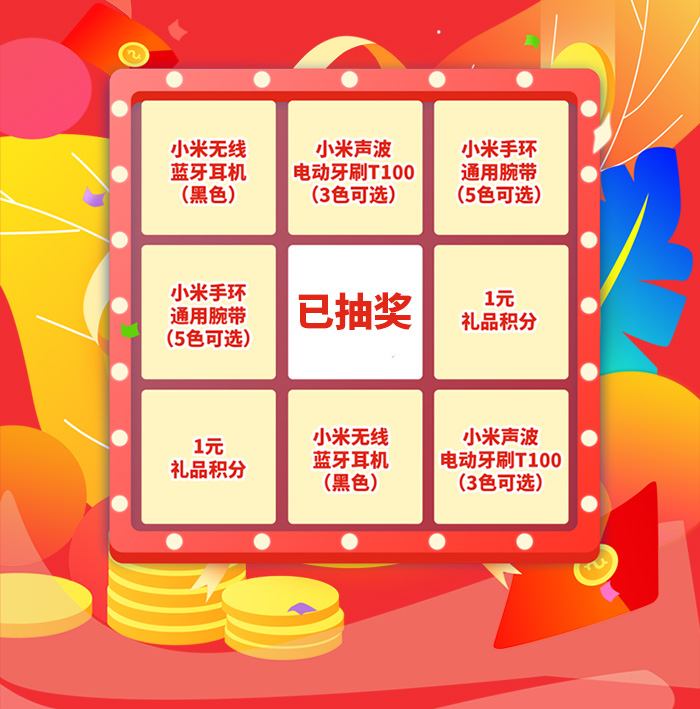 小米无线
蓝牙耳机
（黑色）
小米声波
电动牙刷T100
（3色可选）
小米手环
通用腕带
（5色可选）
小米手环
通用腕带
（5色可选）
已抽奖
1元
礼品积分
1元
礼品积分
小米无线
蓝牙耳机
（黑色）
小米声波
电动牙刷T100
（3色可选）